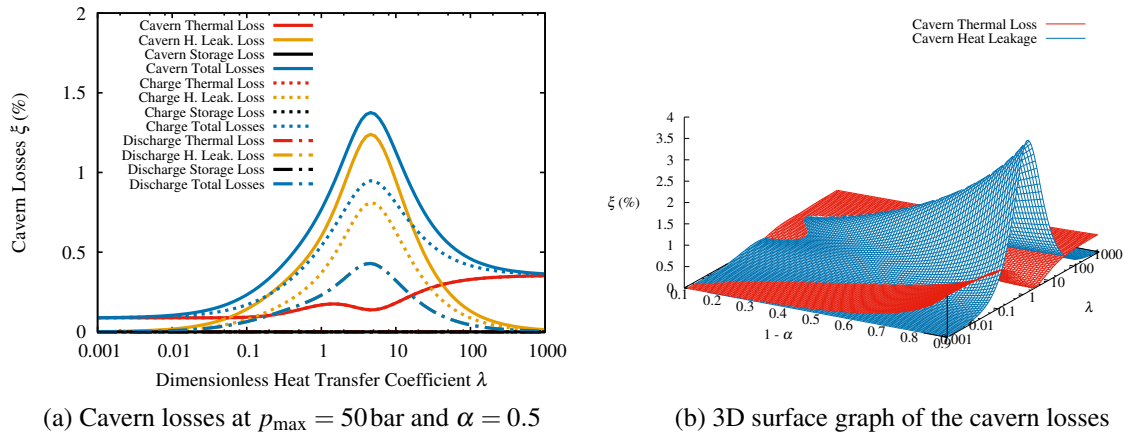 2
1.5
1
0.5
0
0.001
0.01
0.1
1
10
100
1000
Cavern Losses ξ (%)
Dimensionless Heat Transfer Coefficient λ
Cavern Thermal Loss
Cavern H. Leak. Loss
Cavern Storage Loss
Cavern Total Losses
Charge Thermal Loss
Charge H. Leak. Loss
Charge Storage Loss
Charge Total Losses
Discharge Thermal Loss
Discharge H. Leak. Loss
Discharge Storage Loss
Discharge Total Losses
(a) Cavern losses at p_max = 50 bar and α = 0.5
Cavern Thermal Loss
Cavern Heat Leakage
4
3.5
3
2.5
2
1.5
1
0.5
0
ξ (%)
0.1
0.2
0.3
0.4
0.5
0.6
0.7
0.8
0.9
1 - α
0.001
0.01
0.1
1
10
100
1000
λ
(b) 3D surface graph of the cavern losses